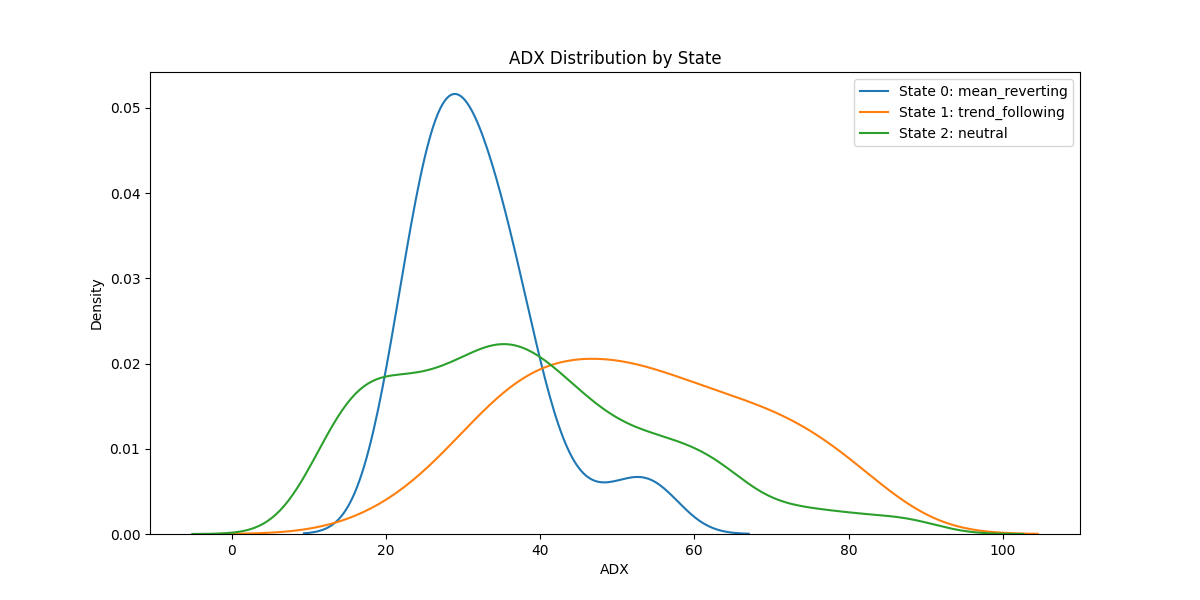 ADX Distribution by State
State 0: mean_reverting
State 1: trend_following
State 2: neutral
0.05
0.04
0.03
0.02
0.01
0.00
Density
0 20 40 60 80 100
ADX